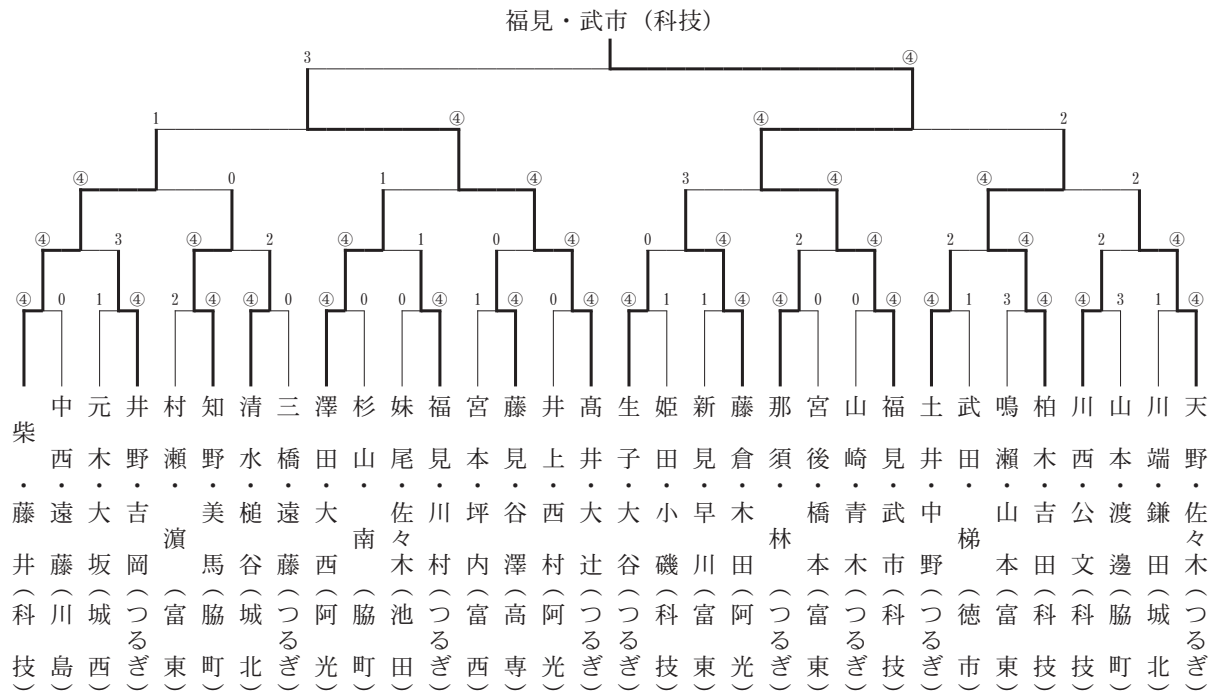 福見・武市（科技）
3 ④
1 ④ ④ 2
④ 0 1 ④ 3 ④ ④ 2
④ 3 ④ 2 ④ 1 0 ④ 0 ④ 2 ④ 2 ④ 2 ④
④ 0 1 ④ 2 ④ ④ 0 ④ 0 0 ④ 1 ④ 0 ④ ④ 1 1 ④ ④ 0 0 ④ ④ 1 3 ④ ④ 3 1 ④
柴・藤井（科技）
中西・遠藤（川島）
元木・大坂（城西）
井野・吉岡（つるぎ）
村瀬・濵（富東）
知野・美馬（脇町）
清水・槌谷（城北）
三橋・遠藤（つるぎ）
澤田・大西（阿光）
杉山・南（脇町）
妹尾・佐々木（池田）
福見・川村（つるぎ）
宮本・坪内（富西）
藤見・谷澤（高専）
井上・西村（阿光）
髙井・大辻（つるぎ）
生子・大谷（つるぎ）
姫田・小磯（科技）
新見・早川（富東）
藤倉・木田（阿光）
那須・林（つるぎ）
宮後・橋本（富東）
山崎・青木（つるぎ）
福見・武市（科技）
土井・中野（つるぎ）
武田・梯（徳市）
鳴瀬・山本（富東）
柏木・吉田（科技）
川西・公文（科技）
山本・渡邊（脇町）
川端・鎌田（城北）
天野・佐々木（つるぎ）